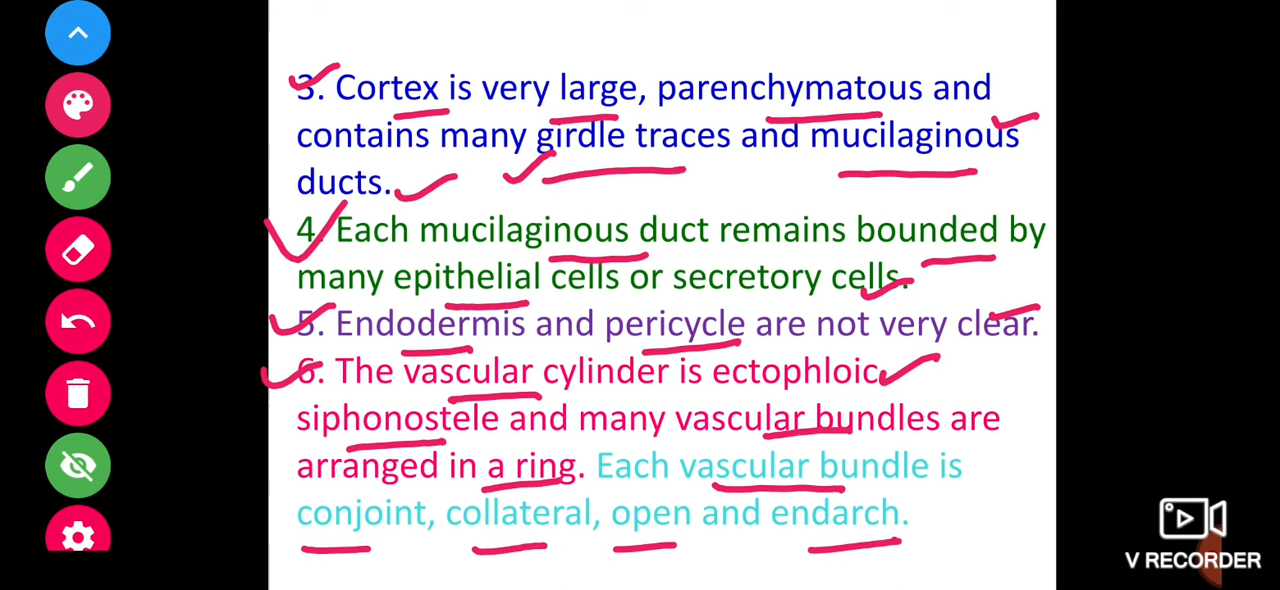 3. Cortex is very large, parenchymatous and
contains many girdle traces and mucilaginous
ducts.
4. Each mucilaginous duct remains bounded by
many epithelial cells or secretory cells.
5. Endodermis and pericycle are not very clear.
6. The vascular cylinder is ectophloic
siphonostele and many vascular bundles are
arranged in a ring. Each vascular bundle is
conjoint, collateral, open and endarch.
V RECORDER